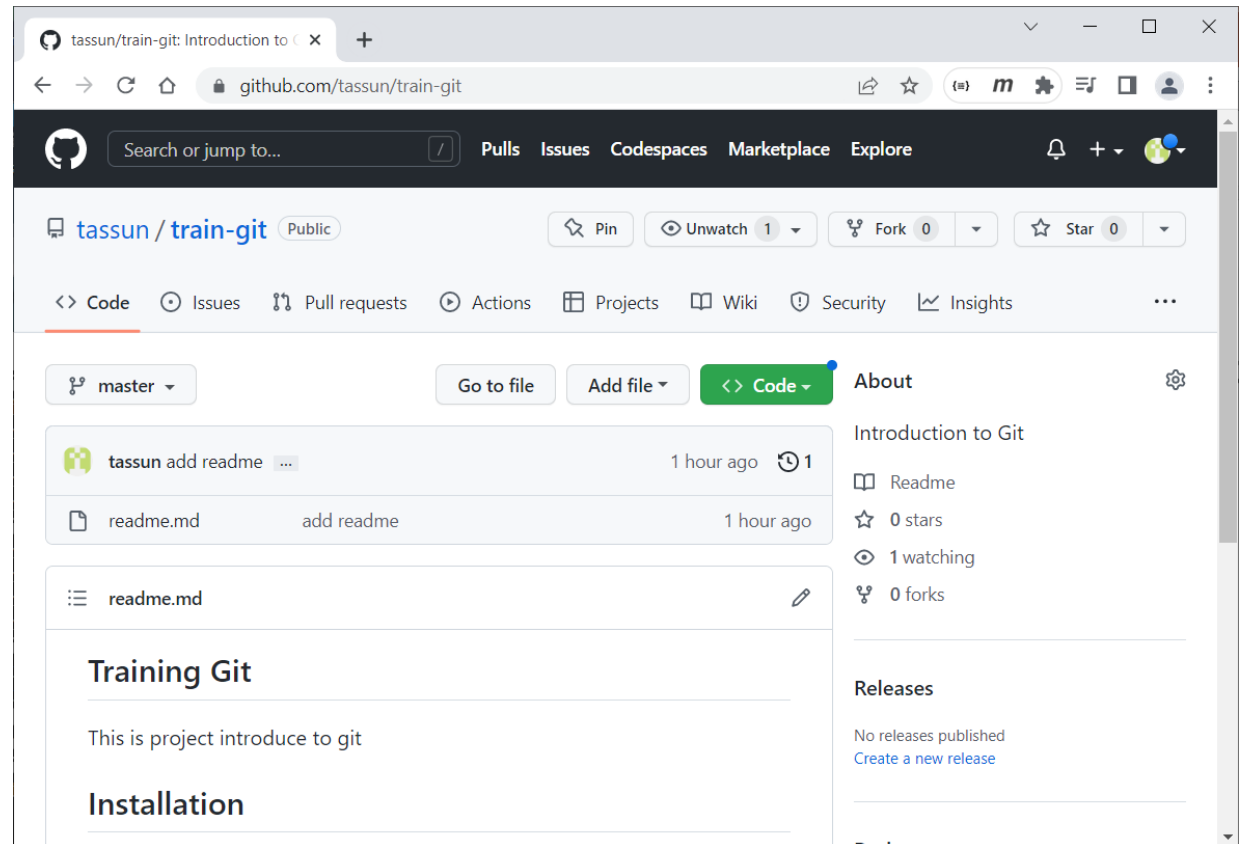 tassun/train-git: Introduction to G
github.com/tassun/train-git
{≡} m
Search or jump to... / Pulls Issues Codespaces Marketplace Explore
tassun / train-git Public Pin Unwatch 1 Fork 0 Star 0
<> Code Issues Pull requests Actions Projects Wiki Security Insights ...
master Go to file Add file <> Code About
Introduction to Git
tassun add readme ... 1 hour ago 1
Readme
readme.md add readme 1 hour ago
0 stars
1 watching
readme.md
0 forks
Training Git
Releases
This is project introduce to git
No releases published
Create a new release
Installation